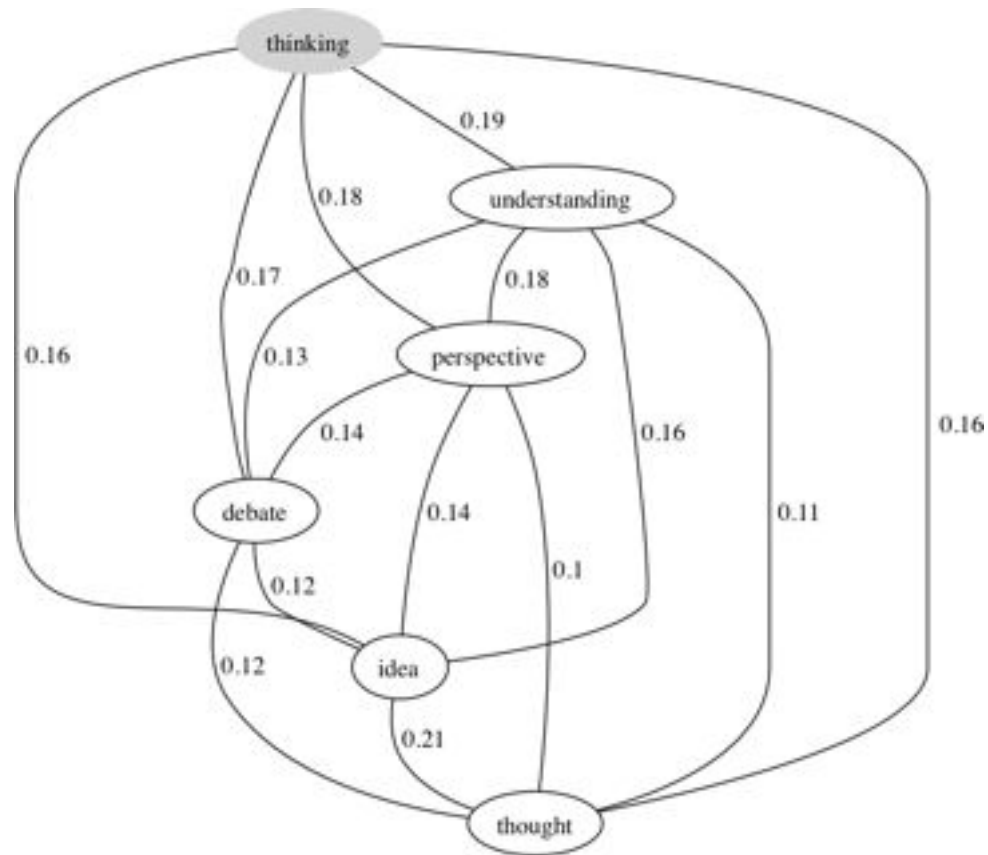 thinking
0.19
0.18
understanding
0.17
0.18
0.16
0.13
perspective
0.14
0.16
0.16
debate
0.14
0.11
0.1
0.12
idea
0.12
0.21
thought